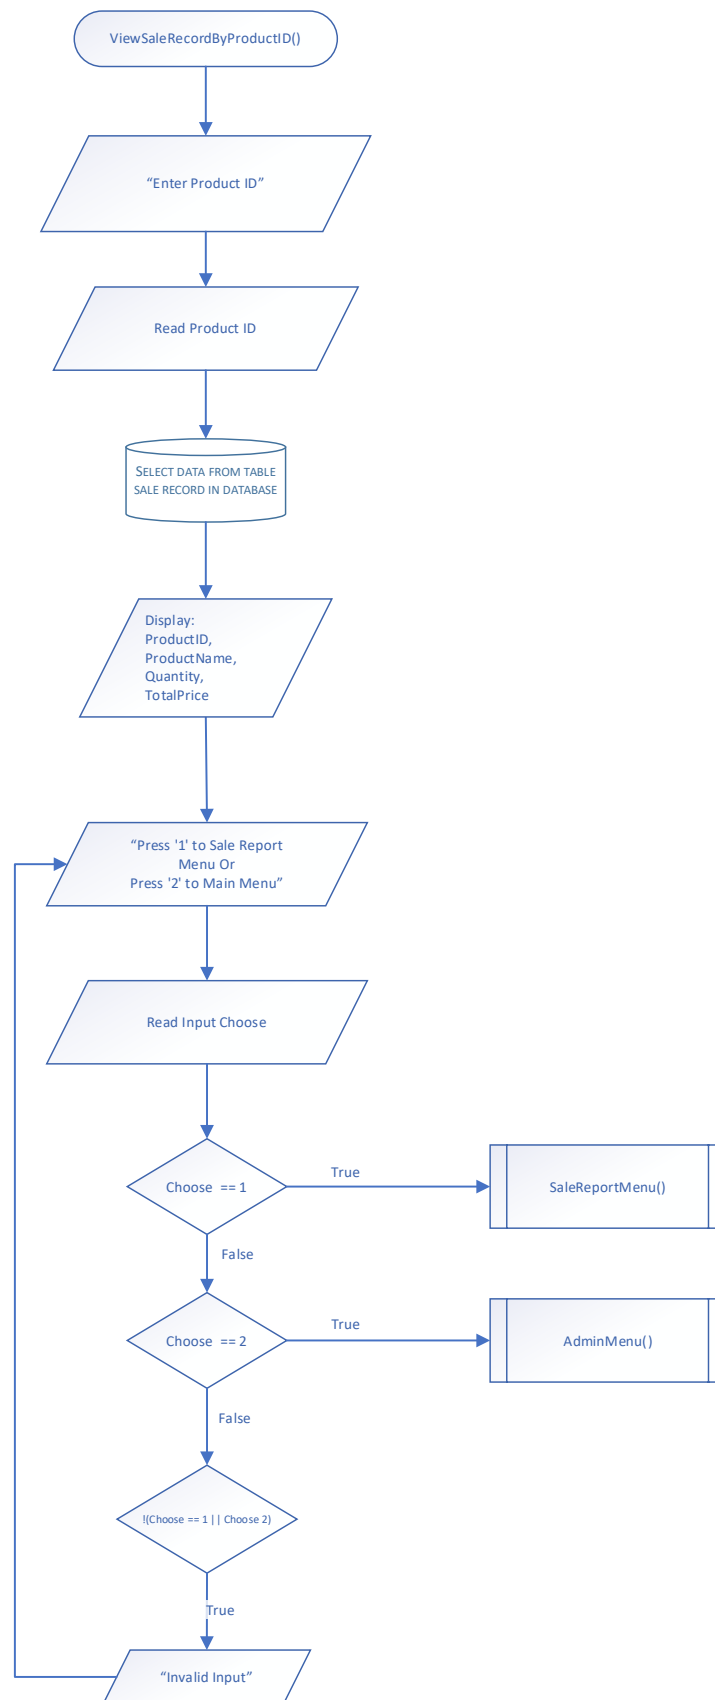 ViewSaleRecordByProductID()
“Enter Product ID”
Read Product ID
SELECT DATA FROM TABLE
SALE RECORD IN DATABASE
Display:
ProductID,
ProductName,
Quantity,
TotalPrice
“Press '1' to Sale Report
Menu Or
Press '2' to Main Menu”
Read Input Choose
Choose == 1
True
SaleReportMenu()
False
Choose == 2
True
AdminMenu()
False
!(Choose == 1 || Choose 2)
True
“Invalid Input”